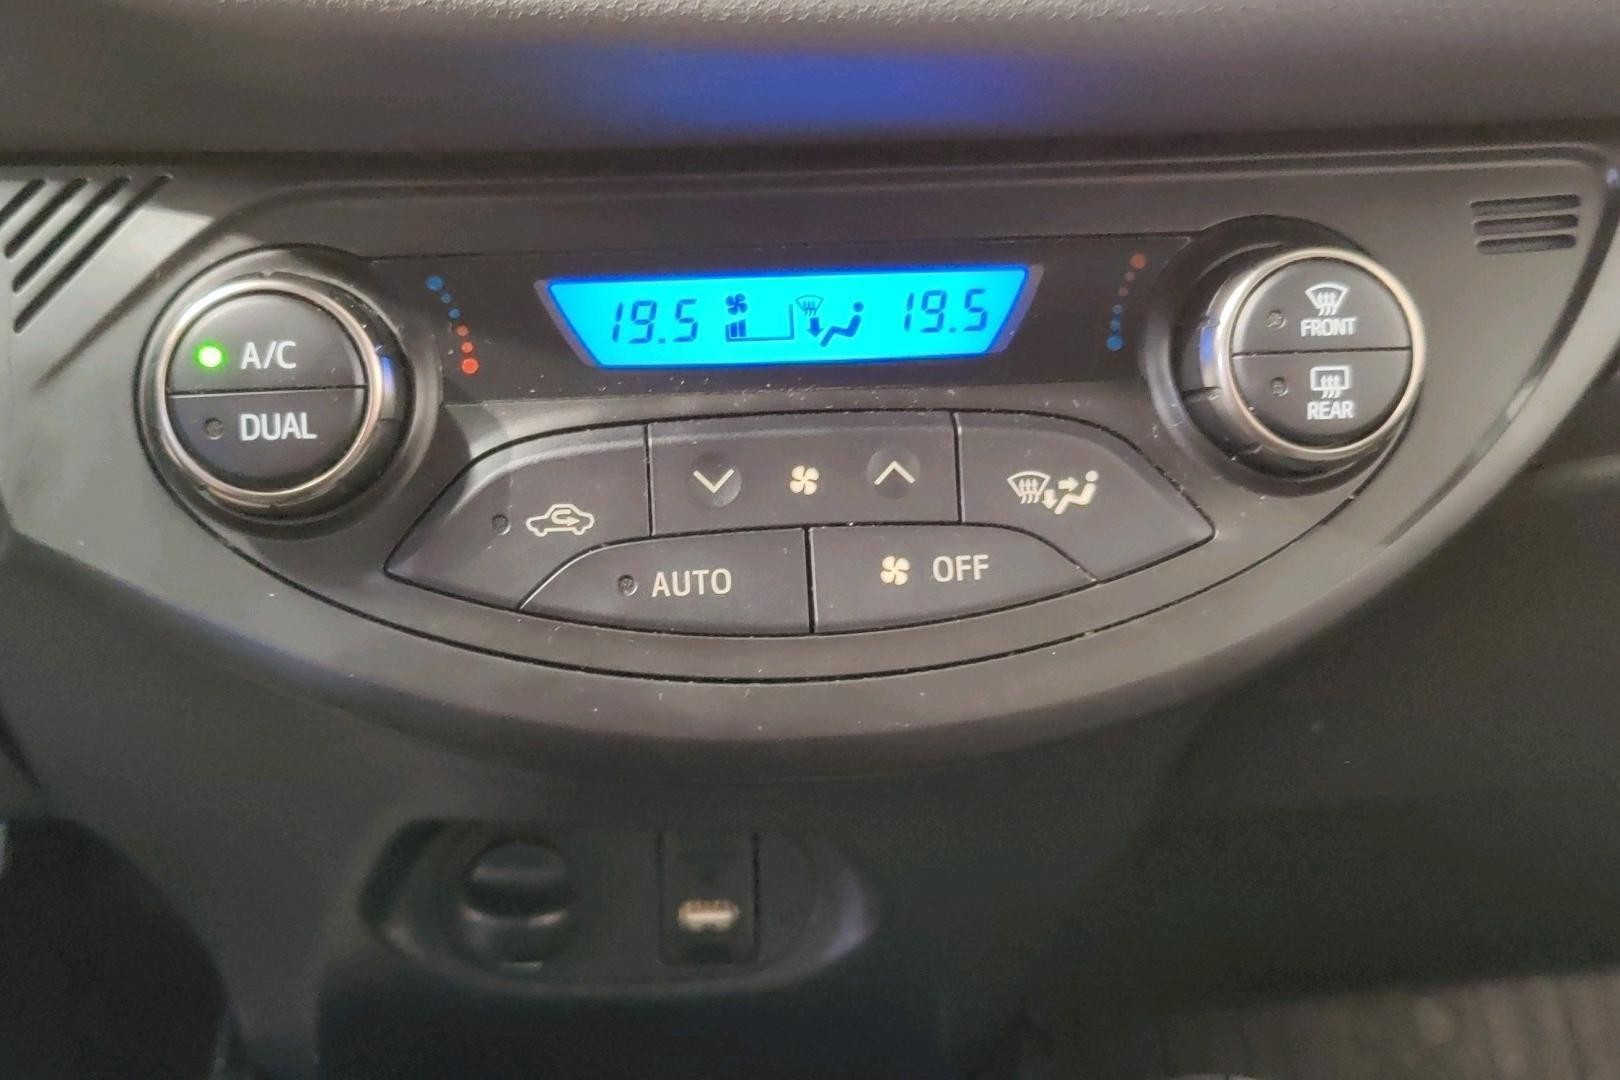 19.5 19.5
A/C
DUAL
FRONT
REAR
AUTO
OFF